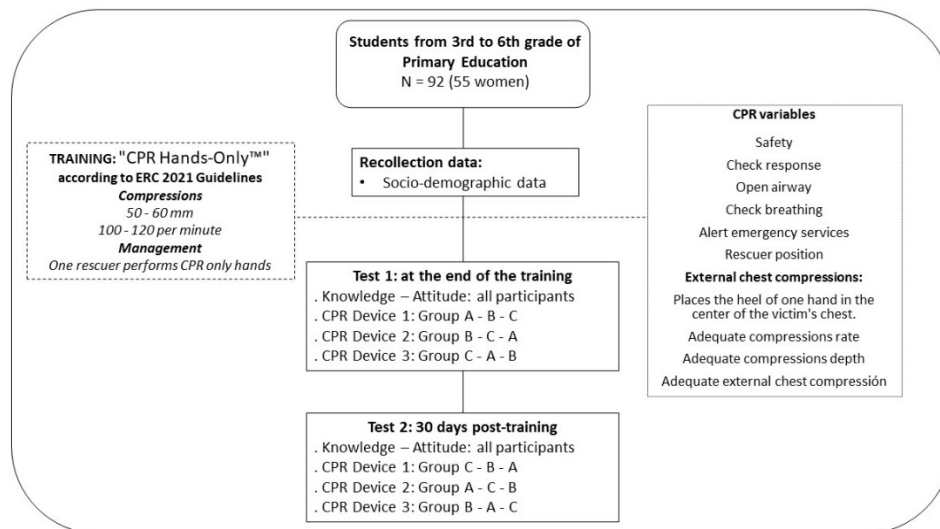 Students from 3rd to 6th grade of
Primary Education
N = 92 (55 women)
TRAINING: "CPR Hands-Only™"
according to ERC 2021 Guidelines
Compressions
50 - 60 mm
100 - 120 per minute
Management
One rescuer performs CPR only hands
Recollection data:
• Socio-demographic data
CPR variables
Safety
Check response
Open airway
Check breathing
Alert emergency services
Rescuer position
External chest compressions:
Places the heel of one hand in the
center of the victim's chest.
Adequate compressions rate
Adequate compressions depth
Adequate external chest compressión
Test 1: at the end of the training
. Knowledge – Attitude: all participants
. CPR Device 1: Group A - B - C
. CPR Device 2: Group B - C - A
. CPR Device 3: Group C - A - B
Test 2: 30 days post-training
. Knowledge – Attitude: all participants
. CPR Device 1: Group C - B - A
. CPR Device 2: Group A - C - B
. CPR Device 3: Group B - A - C